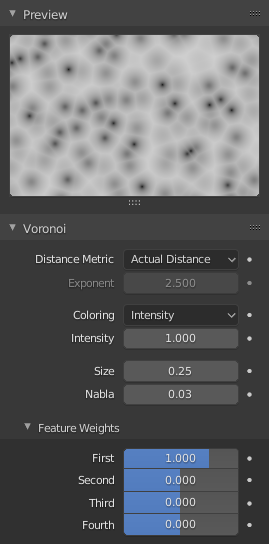 Preview
Voronoi
Distance Metric Actual Distance
Exponent 2.500
Coloring Intensity
Intensity 1.000
Size 0.25
Nabla 0.03
Feature Weights
First 1.000
Second 0.000
Third 0.000
Fourth 0.000